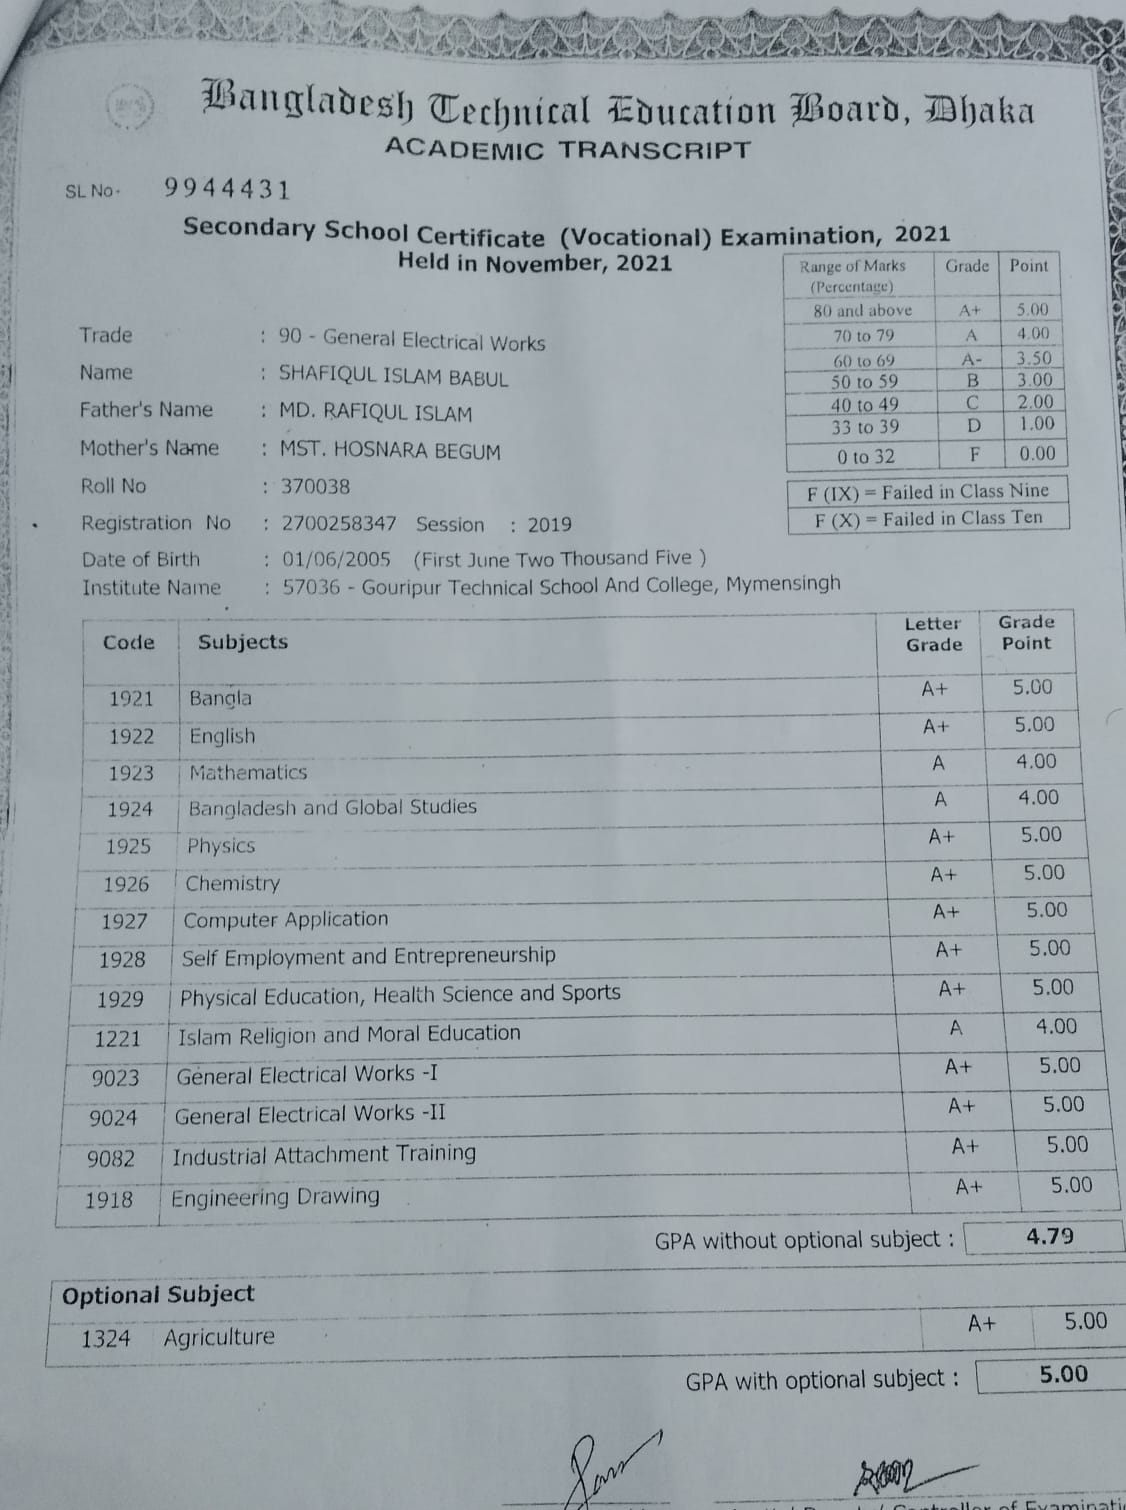 Bangladesh Technical Education Board, Dhaka
ACADEMIC TRANSCRIPT
SL No· 9944431
Secondary School Certificate (Vocational) Examination, 2021
Held in November, 2021
Range of Marks (Percentage) Grade Point
80 and above A+ 5.00
70 to 79 A 4.00
60 to 69 A- 3.50
50 to 59 B 3.00
40 to 49 C 2.00
33 to 39 D 1.00
0 to 32 F 0.00
F (IX) = Failed in Class Nine
F (X) = Failed in Class Ten
Trade : 90 - General Electrical Works
Name : SHAFIQUL ISLAM BABUL
Father's Name : MD. RAFIQUL ISLAM
Mother's Name : MST. HOSNARA BEGUM
Roll No : 370038
Registration No : 2700258347 Session : 2019
Date of Birth : 01/06/2005 (First June Two Thousand Five )
Institute Name : 57036 - Gouripur Technical School And College, Mymensingh
Code Subjects Letter Grade Grade Point
1921 Bangla A+ 5.00
1922 English A+ 5.00
1923 Mathematics A 4.00
1924 Bangladesh and Global Studies A 4.00
1925 Physics A+ 5.00
1926 Chemistry A+ 5.00
1927 Computer Application A+ 5.00
1928 Self Employment and Entrepreneurship A+ 5.00
1929 Physical Education, Health Science and Sports A+ 5.00
1221 Islam Religion and Moral Education A 4.00
9023 General Electrical Works -I A+ 5.00
9024 General Electrical Works -II A+ 5.00
9082 Industrial Attachment Training A+ 5.00
1918 Engineering Drawing A+ 5.00
GPA without optional subject : 4.79
Optional Subject
1324 Agriculture A+ 5.00
GPA with optional subject : 5.00